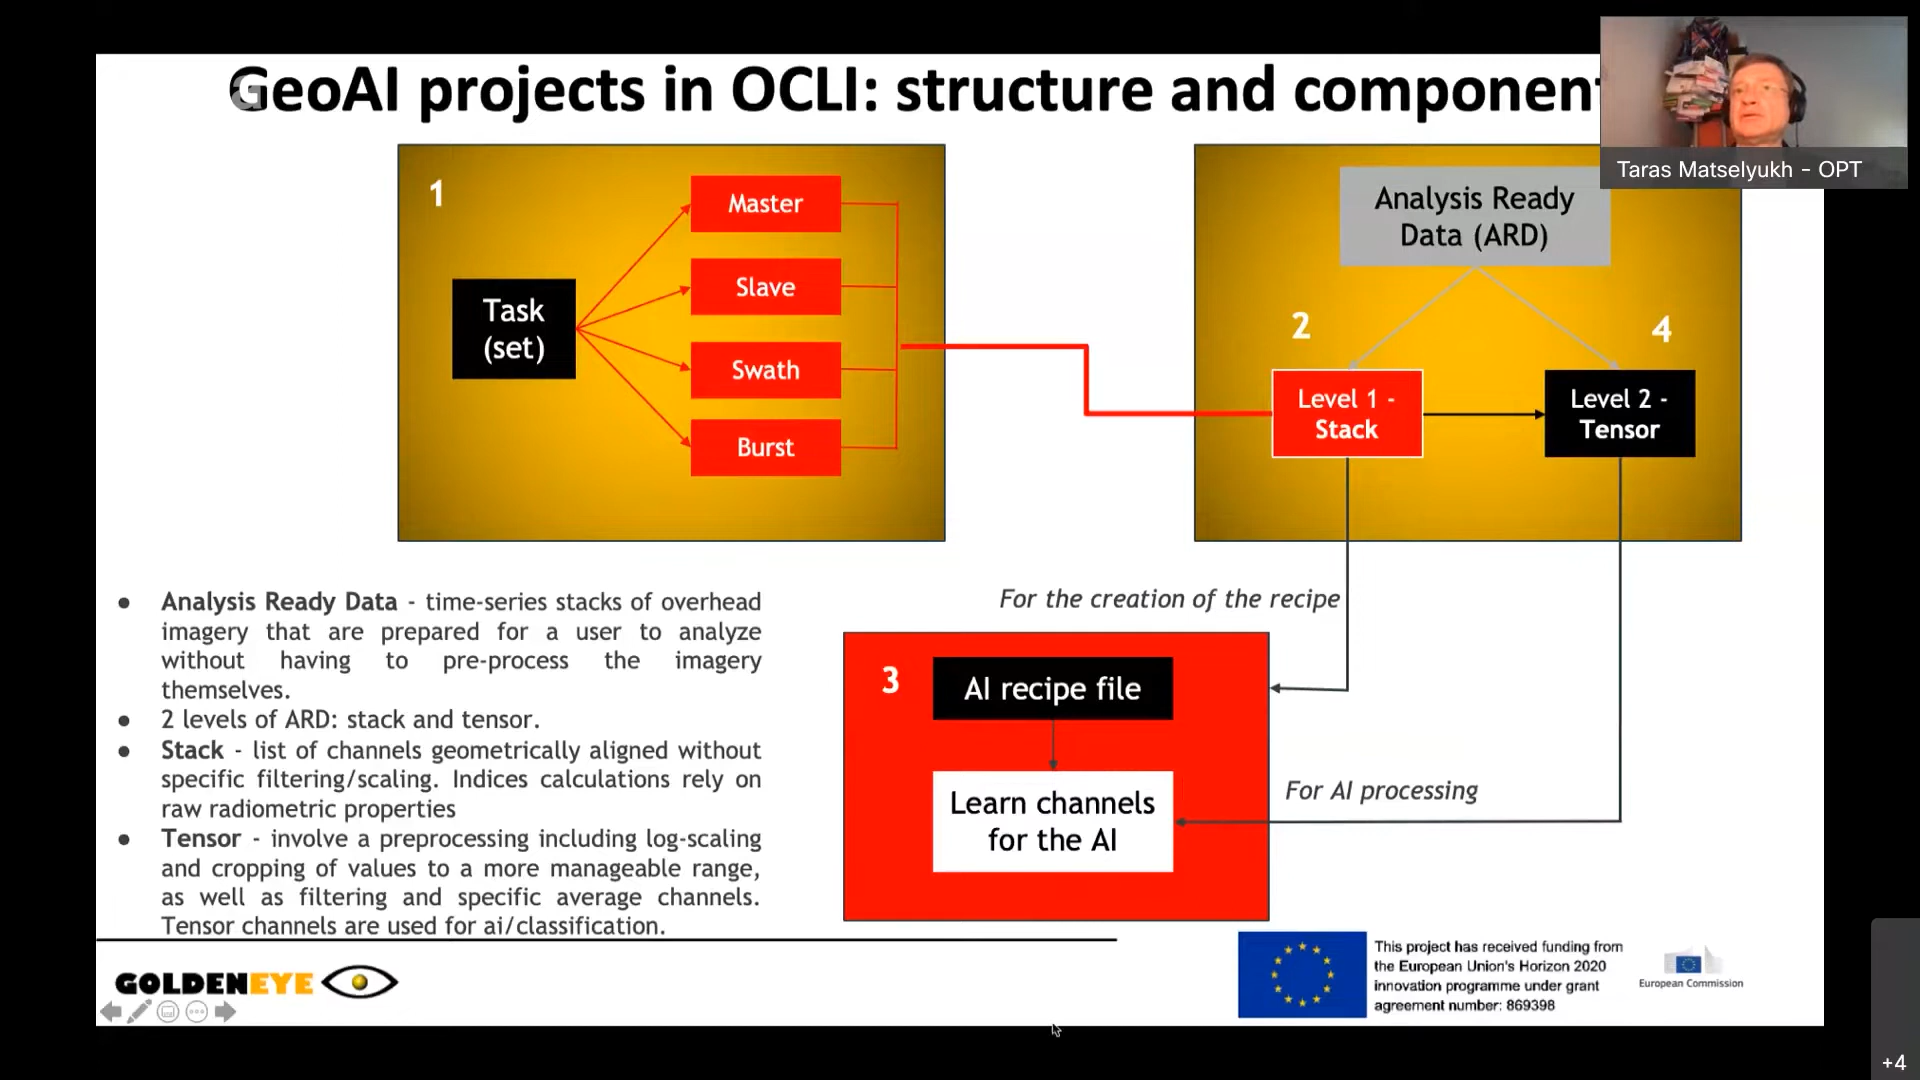 GeoAI projects in OCLI: structure and component
Taras Matselyukh - OPT
1
Task
(set)
Master
Slave
Swath
Burst
Analysis Ready
Data (ARD)
2
4
Level 1 -
Stack
Level 2 -
Tensor
For the creation of the recipe
3
AI recipe file
Learn channels
for the AI
For AI processing
● Analysis Ready Data - time-series stacks of overhead
imagery that are prepared for a user to analyze
without having to pre-process the imagery
themselves.
● 2 levels of ARD: stack and tensor.
● Stack - list of channels geometrically aligned without
specific filtering/scaling. Indices calculations rely on
raw radiometric properties
● Tensor - involve a preprocessing including log-scaling
and cropping of values to a more manageable range,
as well as filtering and specific average channels.
Tensor channels are used for ai/classification.
GOLDENEYE
This project has received funding from
the European Union's Horizon 2020
innovation programme under grant
agreement number: 869398
European Commission
+4